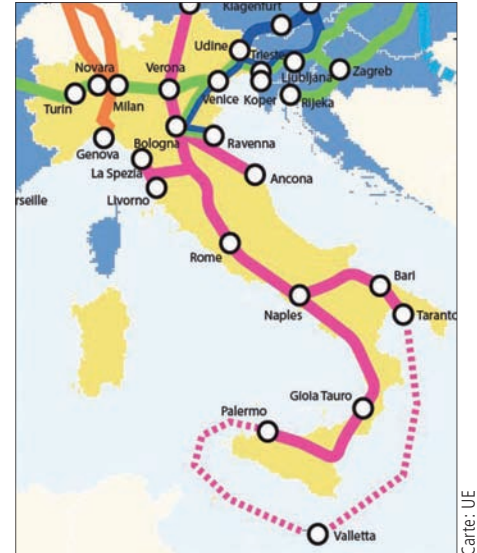 Klagenfurt
Udine
Trieste
Novara
Verona
Ljubljana
Zagreb
Turin
Milan
Venice
Koper
Rijeka
Genova
Bologna
Ravenna
La Spezia
Ancona
rseille
Livorno
Rome
Bari
Naples
Taranto
Gioia Tauro
Palermo
Valletta
Carte: UE